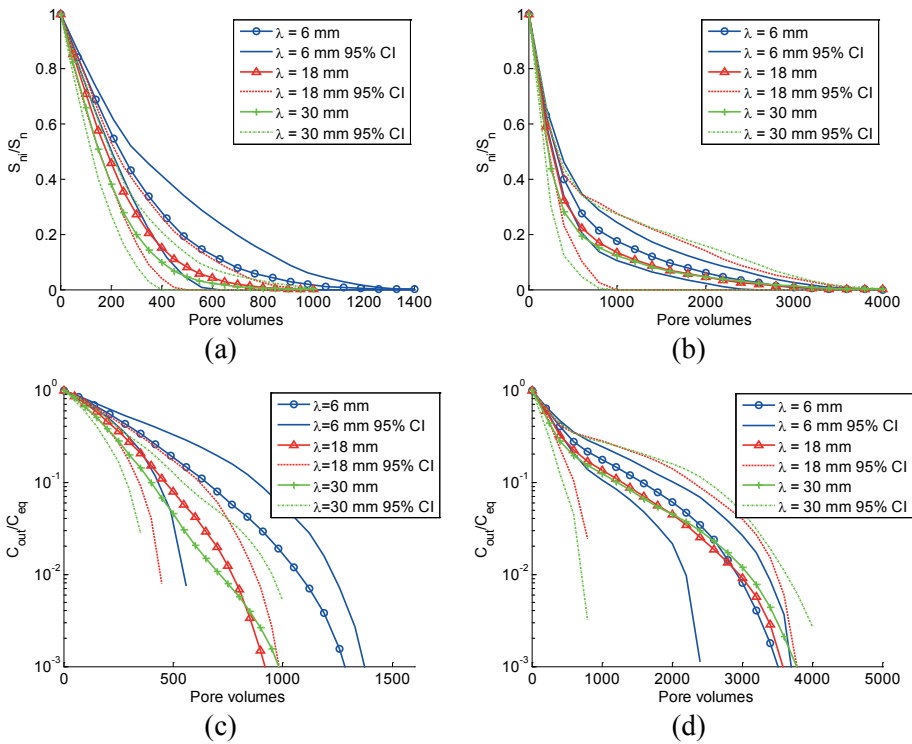 1
0.8
0.6
0.4
0.2
0
S_ni/S_n
λ = 6 mm
λ = 6 mm 95% CI
λ = 18 mm
λ = 18 mm 95% CI
λ = 30 mm
λ = 30 mm 95% CI
0 200 400 600 800 1000 1200 1400
Pore volumes
(a)
1
0.8
0.6
0.4
0.2
0
S_ni/S_n
λ = 6 mm
λ = 6 mm 95% CI
λ = 18 mm
λ = 18 mm 95% CI
λ = 30 mm
λ = 30 mm 95% CI
0 1000 2000 3000 4000
Pore volumes
(b)
10^0
10^-1
10^-2
10^-3
C_out/C_eq
λ=6 mm
λ=6 mm 95% CI
λ=18 mm
λ=18 mm 95% CI
λ=30 mm
λ=30 mm 95% CI
0 500 1000 1500
Pore volumes
(c)
10^0
10^-1
10^-2
10^-3
C_out/C_eq
λ = 6 mm
λ = 6 mm 95% CI
λ = 18 mm
λ = 18 mm 95% CI
λ = 30 mm
λ = 30 mm 95% CI
0 1000 2000 3000 4000 5000
Pore volumes
(d)